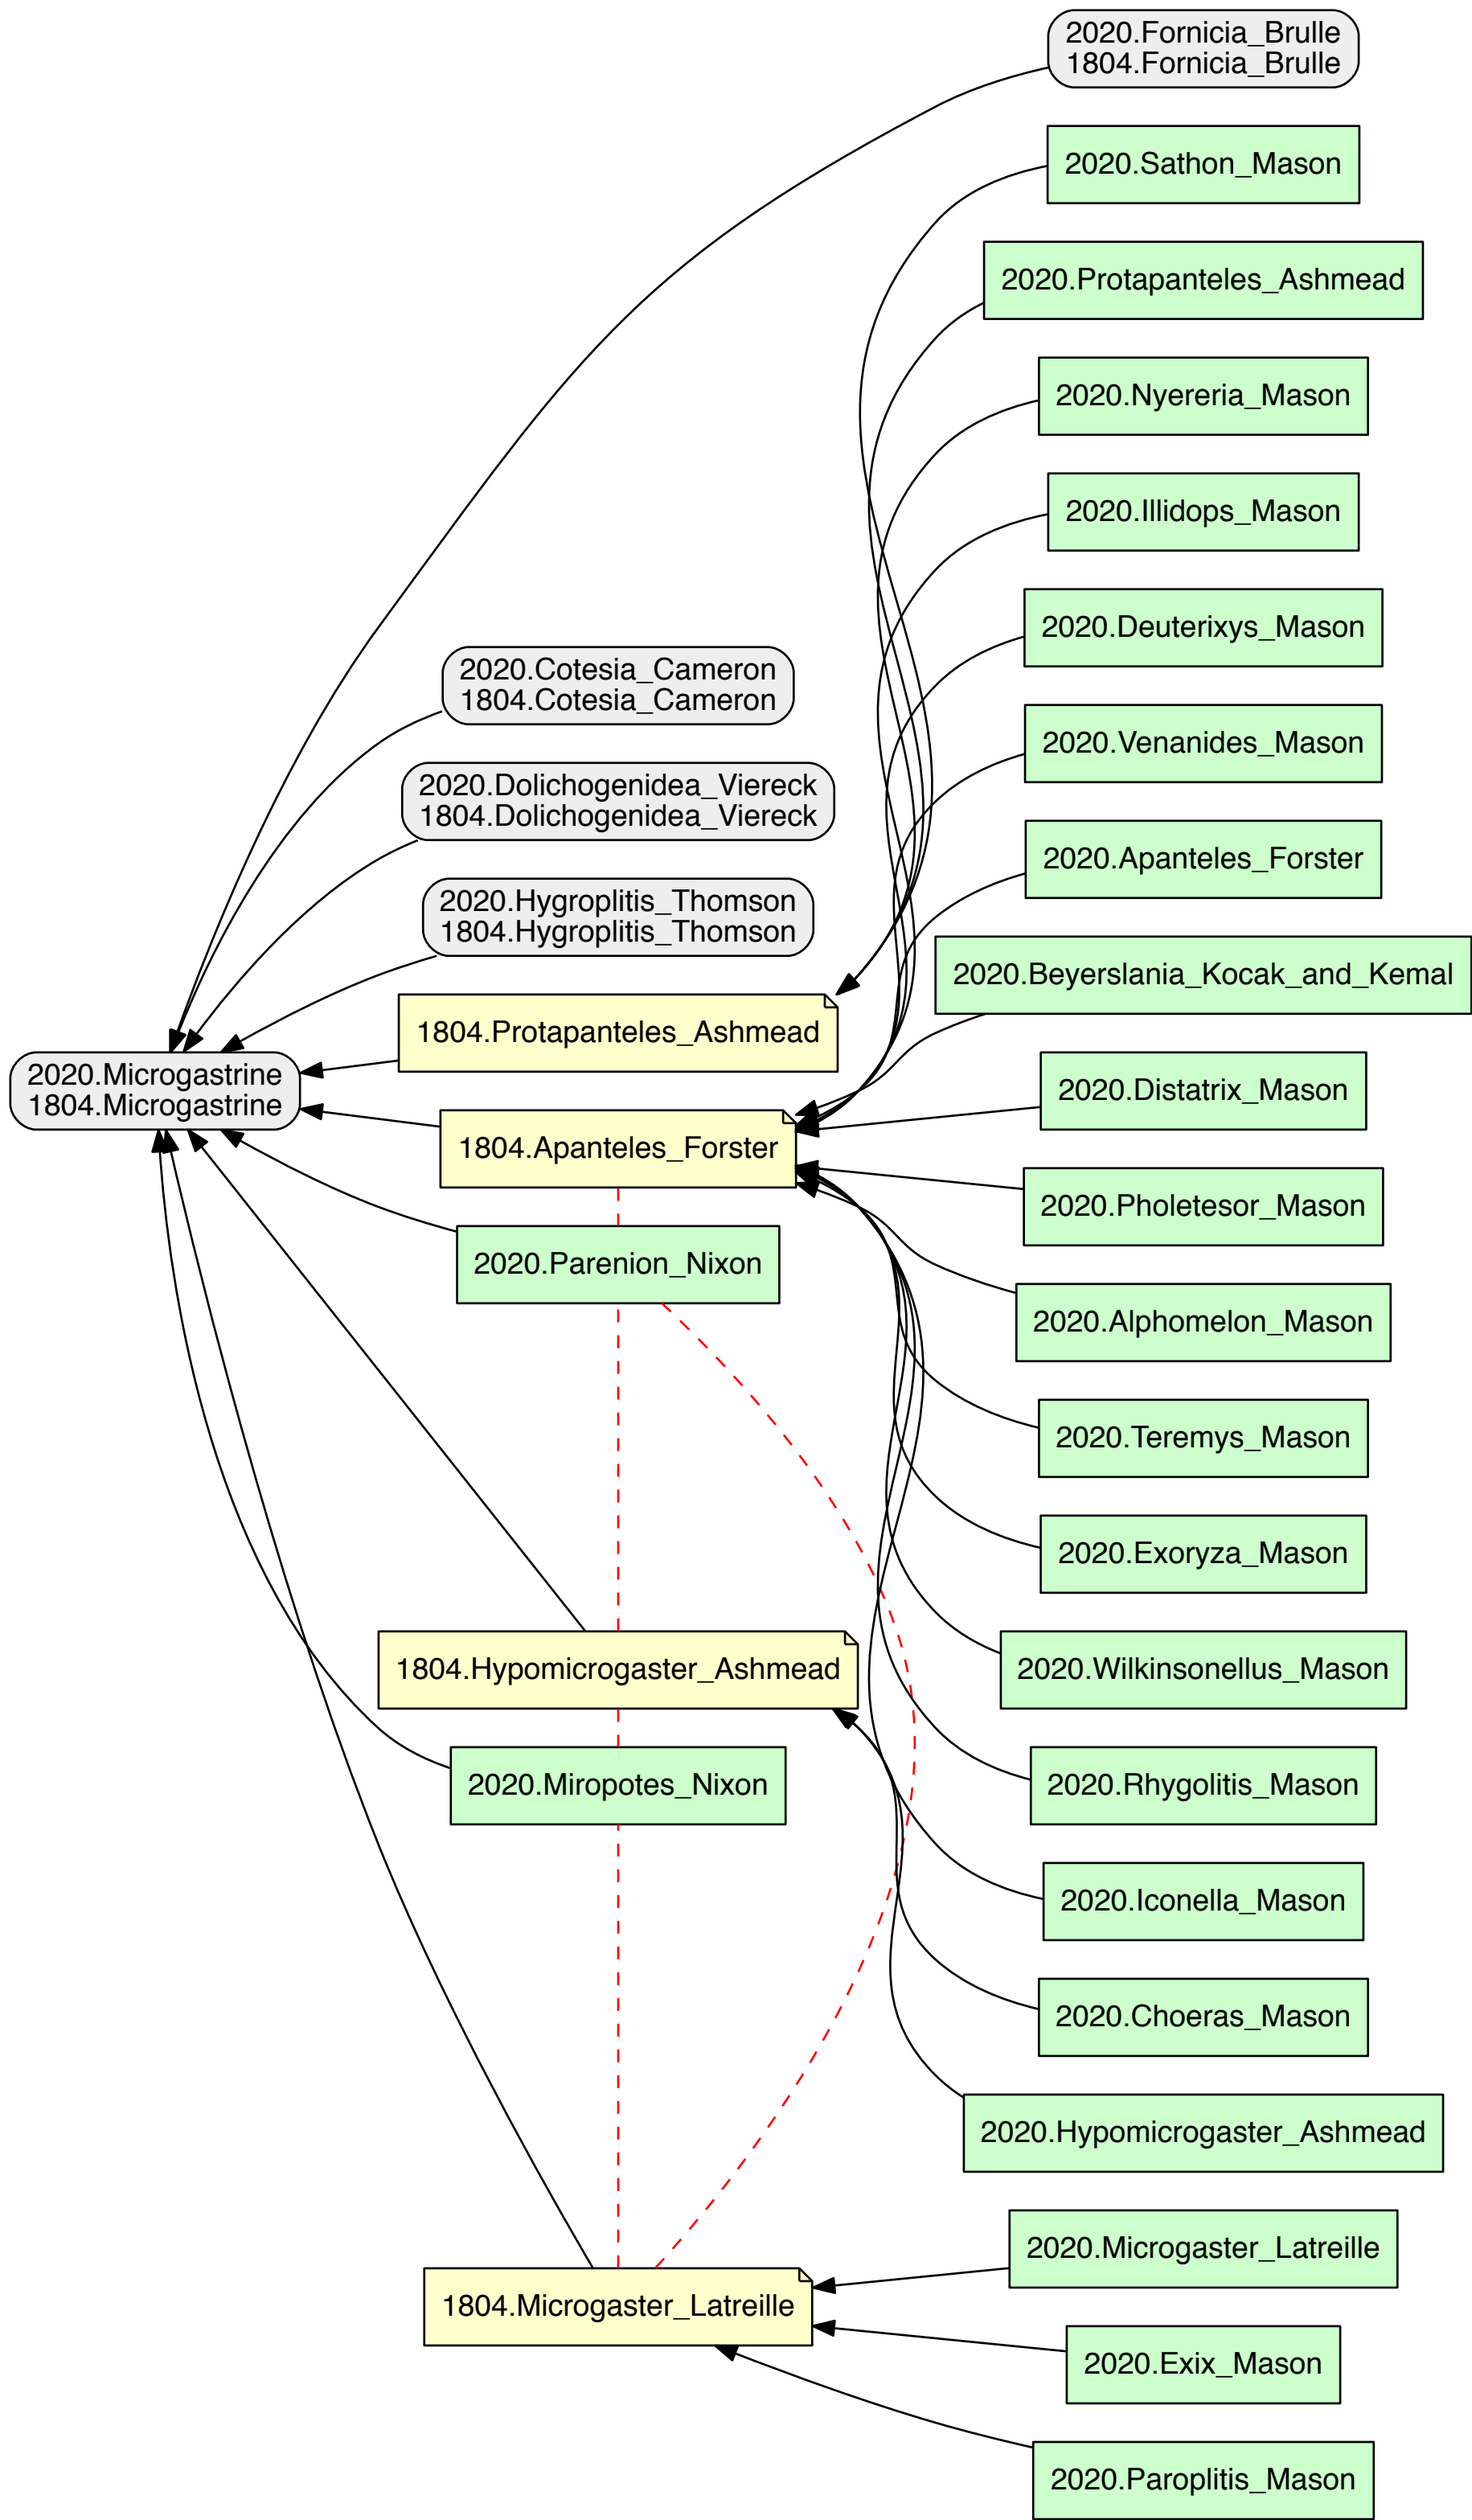 2020.Fornicia_Brulle
1804.Fornicia_Brulle
2020.Sathon_Mason
2020.Protapanteles_Ashmead
2020.Nyereria_Mason
2020.Illidops_Mason
2020.Deuterixys_Mason
2020.Cotesia_Cameron
1804.Cotesia_Cameron
2020.Venanides_Mason
2020.Dolichogenidea_Viereck
1804.Dolichogenidea_Viereck
2020.Apanteles_Forster
2020.Hygroplitis_Thomson
1804.Hygroplitis_Thomson
2020.Beyerslania_Kocak_and_Kemal
1804.Protapanteles_Ashmead
2020.Microgastrine
1804.Microgastrine
2020.Distatrix_Mason
1804.Apanteles_Forster
2020.Pholetesor_Mason
2020.Parenion_Nixon
2020.Alphomelon_Mason
2020.Teremys_Mason
2020.Exoryza_Mason
1804.Hypomicrogaster_Ashmead
2020.Wilkinsonellus_Mason
2020.Miropotes_Nixon
2020.Rhygolitis_Mason
2020.Iconella_Mason
2020.Choeras_Mason
2020.Hypomicrogaster_Ashmead
2020.Microgaster_Latreille
1804.Microgaster_Latreille
2020.Exix_Mason
2020.Paroplitis_Mason